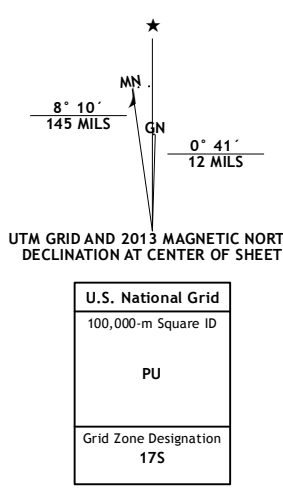 MN
8° 10´
145 MILS
GN
0° 41´
12 MILS
UTM GRID AND 2013 MAGNETIC NORT
DECLINATION AT CENTER OF SHEET
U.S. National Grid
100,000-m Square ID
PU
Grid Zone Designation
17S